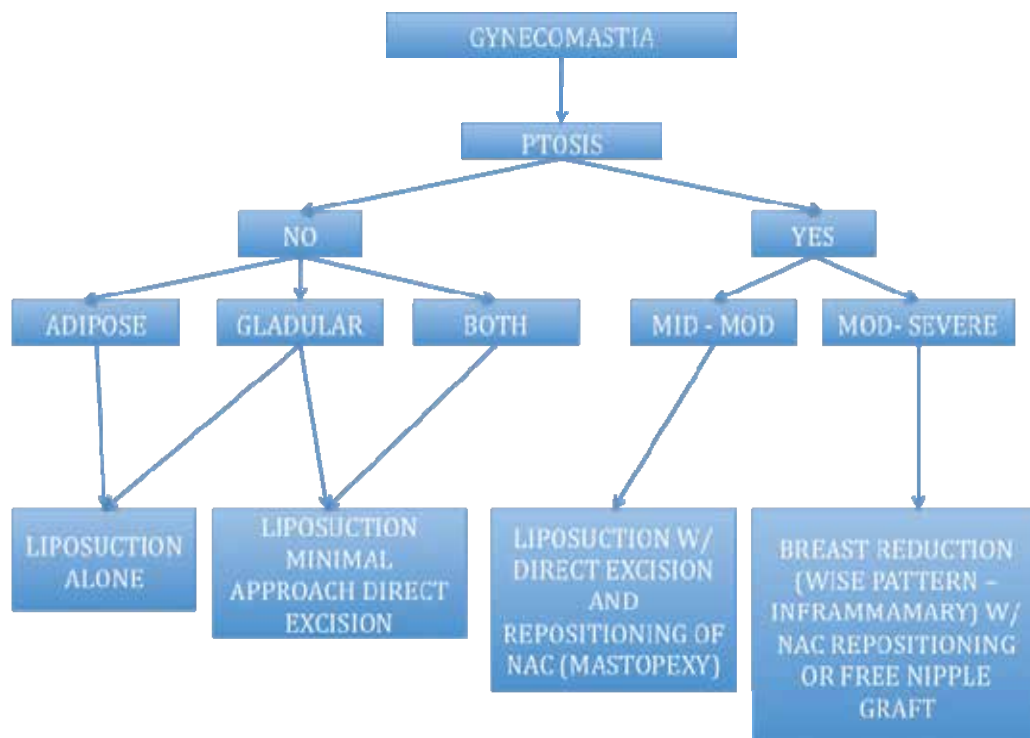 GYNECOMASTIA
PTOSIS
NO
YES
ADIPOSE
GLADULAR
BOTH
MID - MOD
MOD- SEVERE
LIPOSUCTION
ALONE
LIPOSUCTION
MINIMAL
APPROACH DIRECT
EXCISION
LIPOSUCTION W/
DIRECT EXCISION
AND
REPOSITIONING OF
NAC (MASTOPEXY)
BREAST REDUCTION
(WISE PATTERN –
INFRAMMAMARY) W/
NAC REPOSITIONING
OR FREE NIPPLE
GRAFT